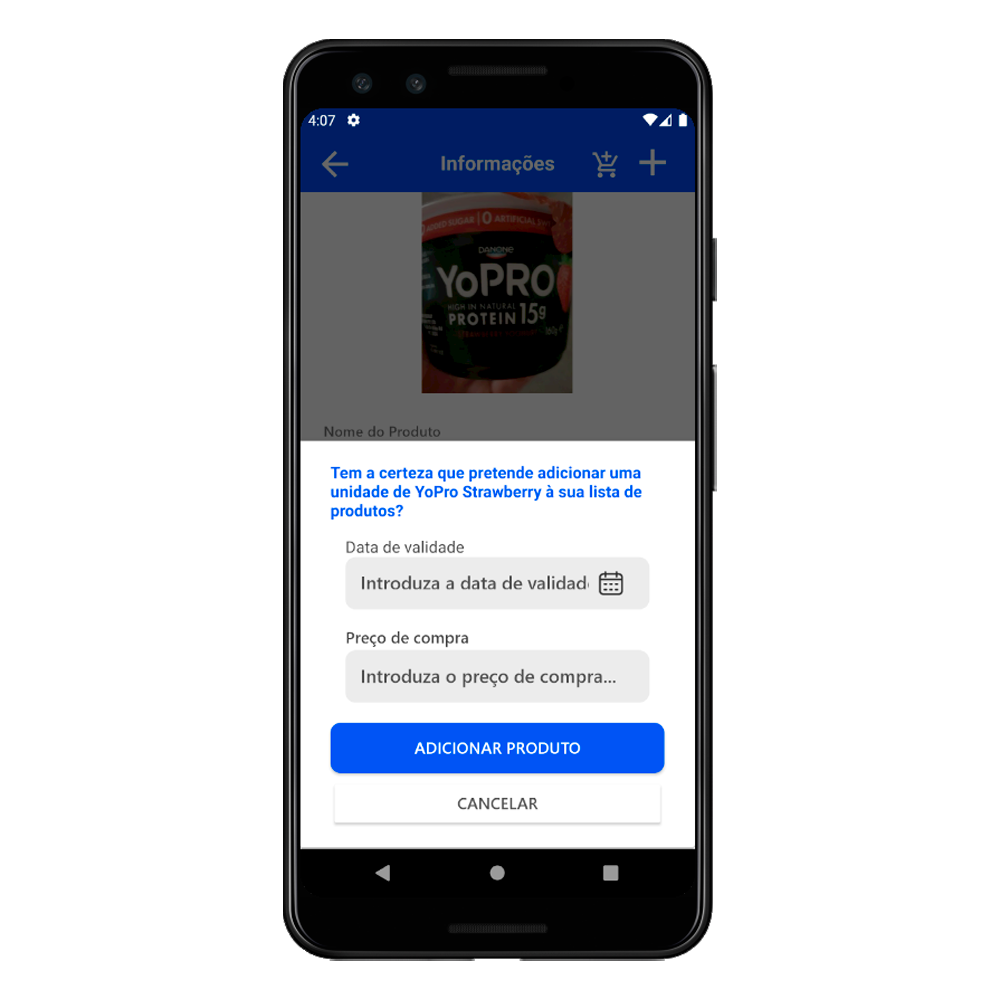 4:07
Informações
ADDED SUGAR | 0 ARTIFICIAL
DANONE
YoPRO
HIGH IN NATURAL
PROTEIN 15g
Nome do Produto
Tem a certeza que pretende adicionar uma
unidade de YoPro Strawberry à sua lista de
produtos?
Data de validade
Introduza a data de validad
Preço de compra
Introduza o preço de compra...
ADICIONAR PRODUTO
CANCELAR